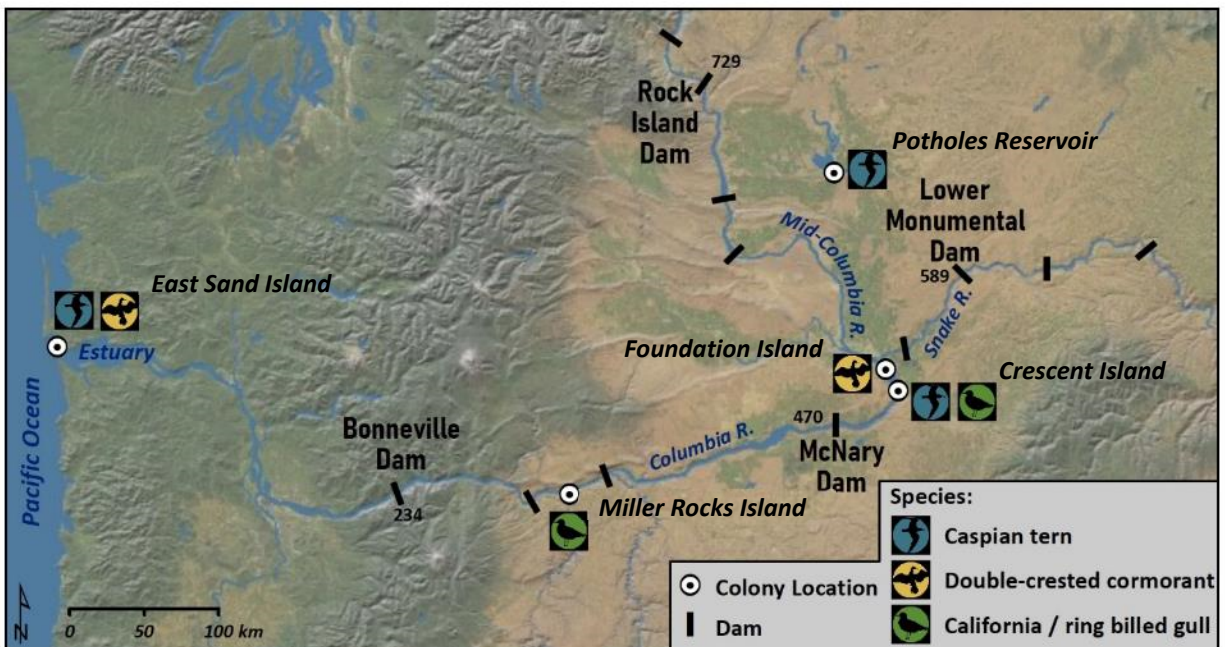 729
Rock
Island
Dam
Potholes Reservoir
Lower
Monumental
Dam
Mid-Columbia R.
589
Snake R.
East Sand Island
Estuary
Pacific Ocean
Foundation Island
Crescent Island
Bonneville
Dam
234
470
Columbia R.
McNary
Dam
Miller Rocks Island
Species:
Caspian tern
Double-crested cormorant
California / ring billed gull
Colony Location
Dam
N
0 50 100 km